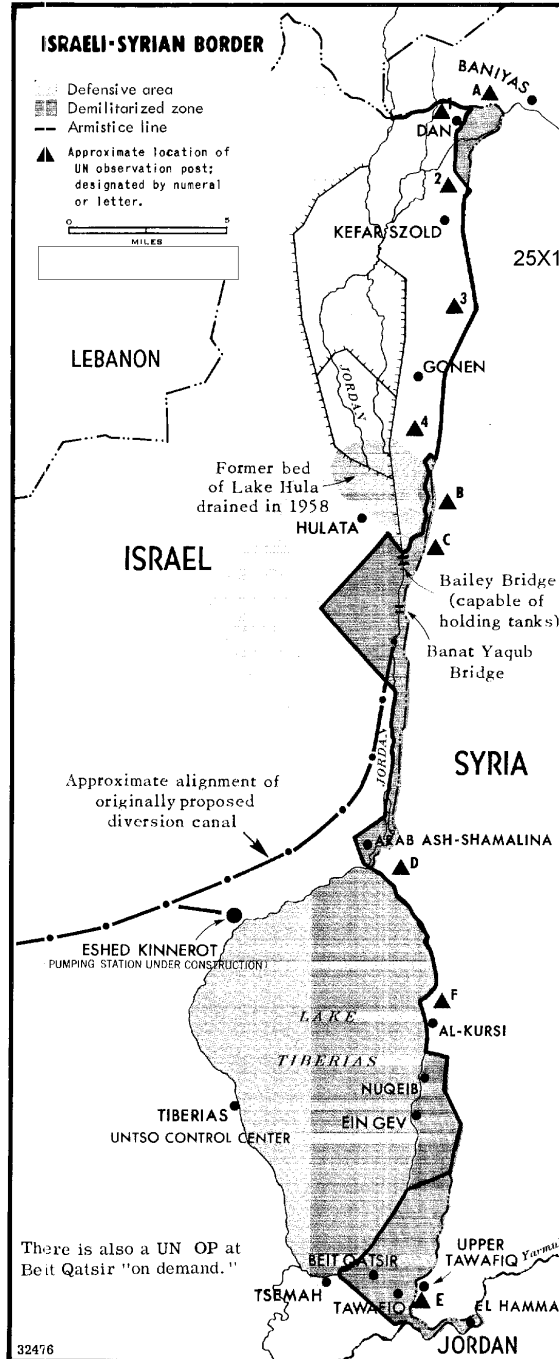 ISRAELI-SYRIAN BORDER
Defensive area
Demilitarized zone
Armistice line
Approximate location of
UN observation post;
designated by numeral
or letter.
0 5
MILES
BANIYAS
A
1
DAN
2
KEFAR SZOLD
25X1
3
LEBANON
GONEN
JORDAN
4
Former bed
of Lake Hula
drained in 1958
B
HULATA
C
ISRAEL
Bailey Bridge
(capable of
holding tanks)
Banat Yaqub
Bridge
JORDAN
SYRIA
Approximate alignment of
originally proposed
diversion canal
ARAB ASH-SHAMALINA
D
ESHED KINNEROT
(PUMPING STATION UNDER CONSTRUCTION)
F
LAKE
AL-KURSI
TIBERIAS
NUQEIB
TIBERIAS
EIN GEV
UNTSO CONTROL CENTER
There is also a UN OP at
Beit Qatsir "on demand."
BEIT QATSIR
UPPER
TAWAFIQ
TSEMAH
TAWAFIQ
E
EL HAMMA
JORDAN
32476